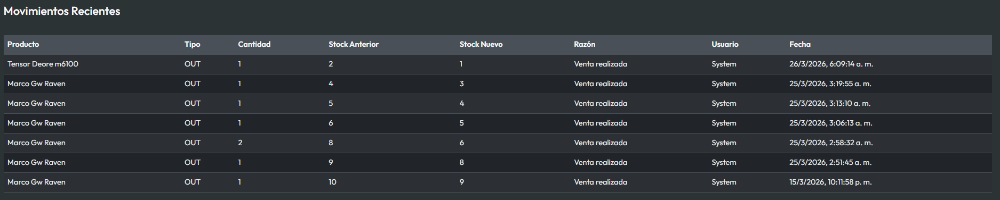 Movimientos Recientes
Producto Tipo Cantidad Stock Anterior Stock Nuevo Razón Usuario Fecha
Tensor Deore m6100 OUT 1 2 1 Venta realizada System 26/3/2026, 6:09:14 a. m.
Marco Gw Raven OUT 1 4 3 Venta realizada System 25/3/2026, 3:19:55 a. m.
Marco Gw Raven OUT 1 5 4 Venta realizada System 25/3/2026, 3:13:10 a. m.
Marco Gw Raven OUT 1 6 5 Venta realizada System 25/3/2026, 3:06:13 a. m.
Marco Gw Raven OUT 2 8 6 Venta realizada System 25/3/2026, 2:58:32 a. m.
Marco Gw Raven OUT 1 9 8 Venta realizada System 25/3/2026, 2:51:45 a. m.
Marco Gw Raven OUT 1 10 9 Venta realizada System 15/3/2026, 10:11:58 p. m.